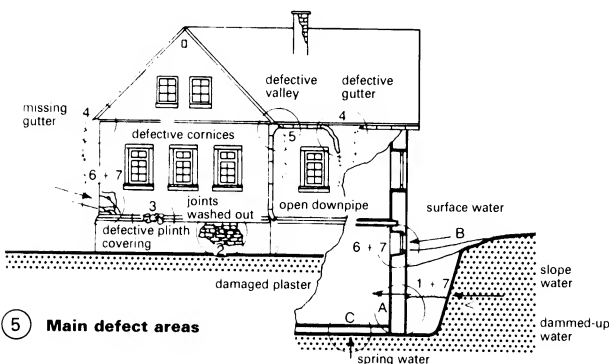 defective
valley
defective
gutter
missing
gutter
4
4
defective cornices
5
6 + 7
3
joints
washed out
open downpipe
surface water
defective plinth
covering
B
6 + 7
2
damaged plaster
1 + 7
slope
water
A
5 Main defect areas
C
dammed-up
water
spring water